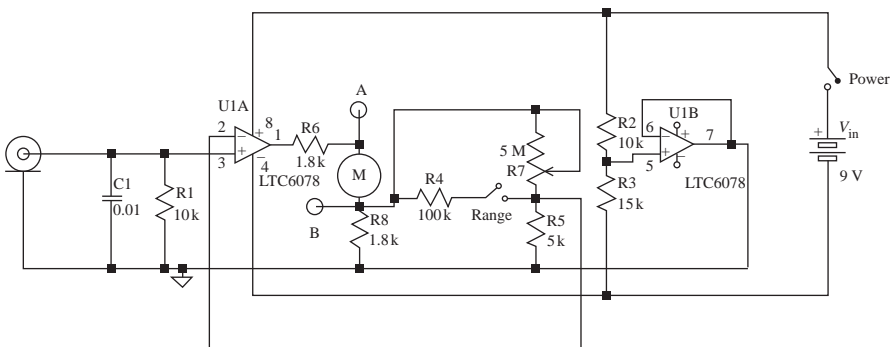 A
Power
U1A
8
2
1
R6
R2
10k
U1B
6
7
+
V_in
3
4
1.8k
LTC6078
5 M
R7
5
LTC6078
M
C1
0.01
R1
10k
R4
100k
Range
R3
15k
9 V
B
R8
1.8k
R5
5k